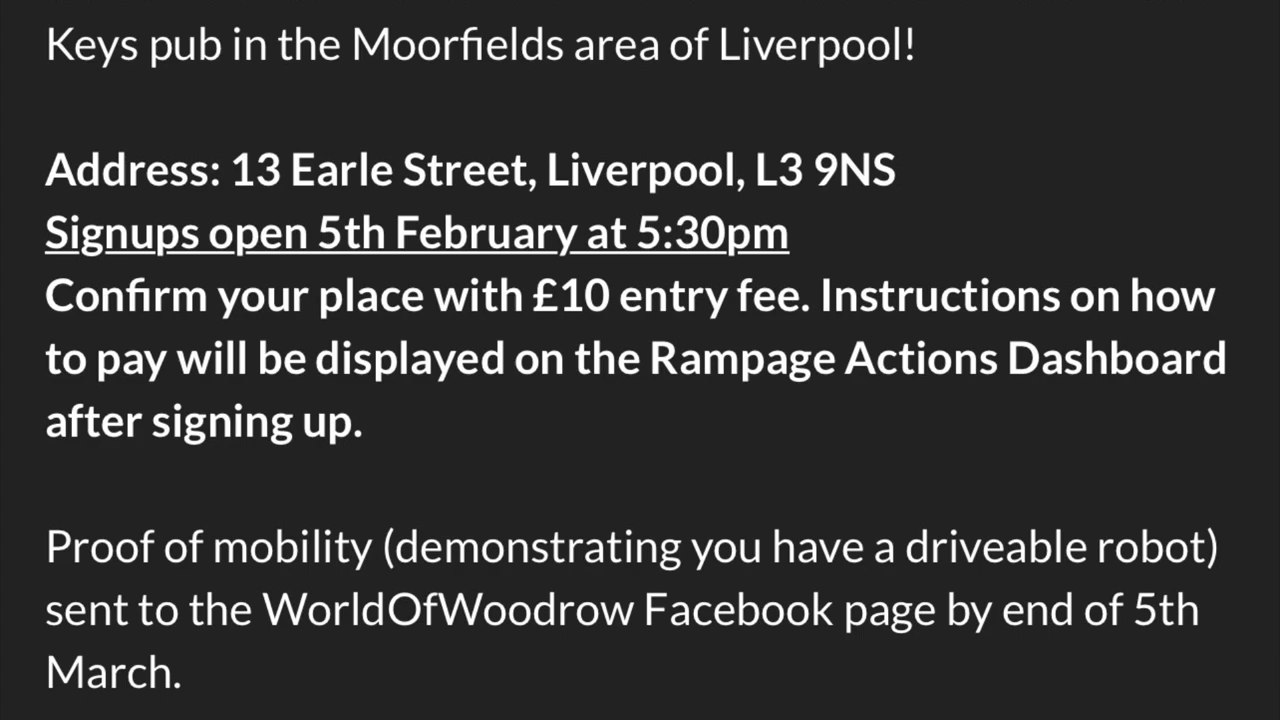 Keys pub in the Moorfields area of Liverpool!
Address: 13 Earle Street, Liverpool, L3 9NS
Signups open 5th February at 5:30pm
Confirm your place with £10 entry fee. Instructions on how
to pay will be displayed on the Rampage Actions Dashboard
after signing up.
Proof of mobility (demonstrating you have a driveable robot)
sent to the WorldOfWoodrow Facebook page by end of 5th
March.